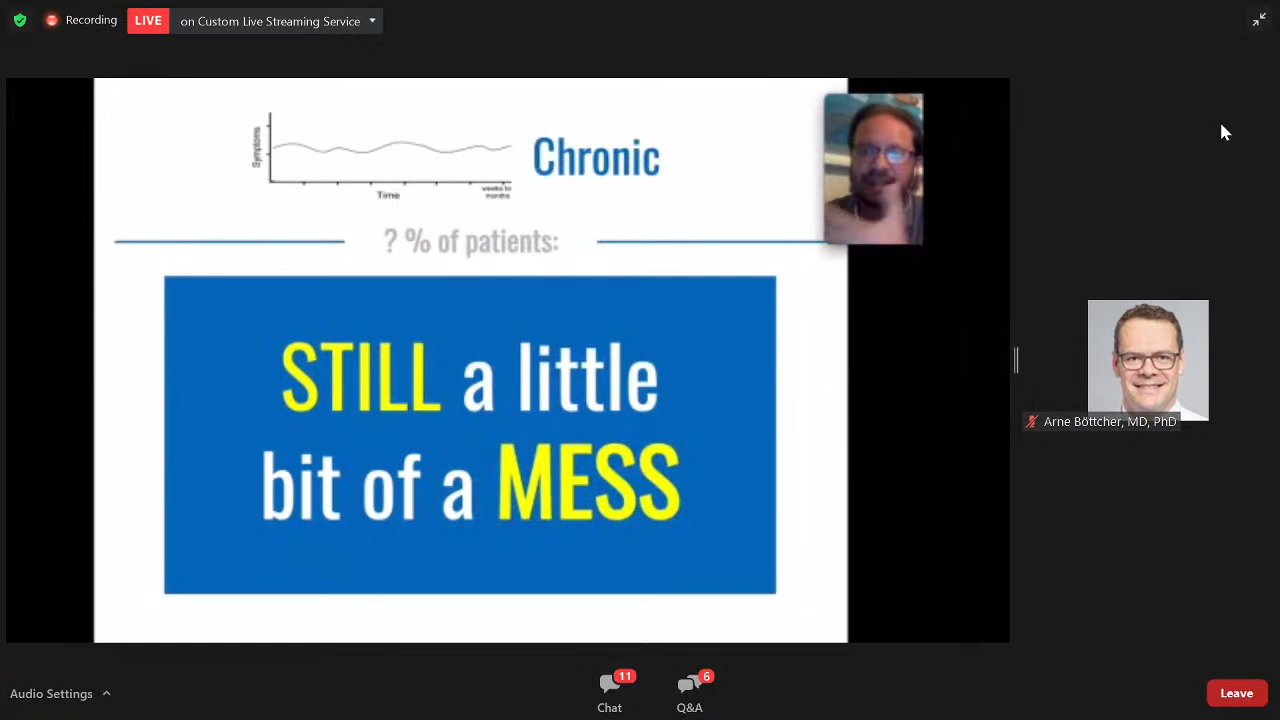 Recording
LIVE
on Custom Live Streaming Service
Symptoms
Time
weeks to
months
Chronic
? % of patients:
STILL a little
bit of a MESS
Arne Böttcher, MD, PhD
Audio Settings
11
Chat
6
Q&A
Leave